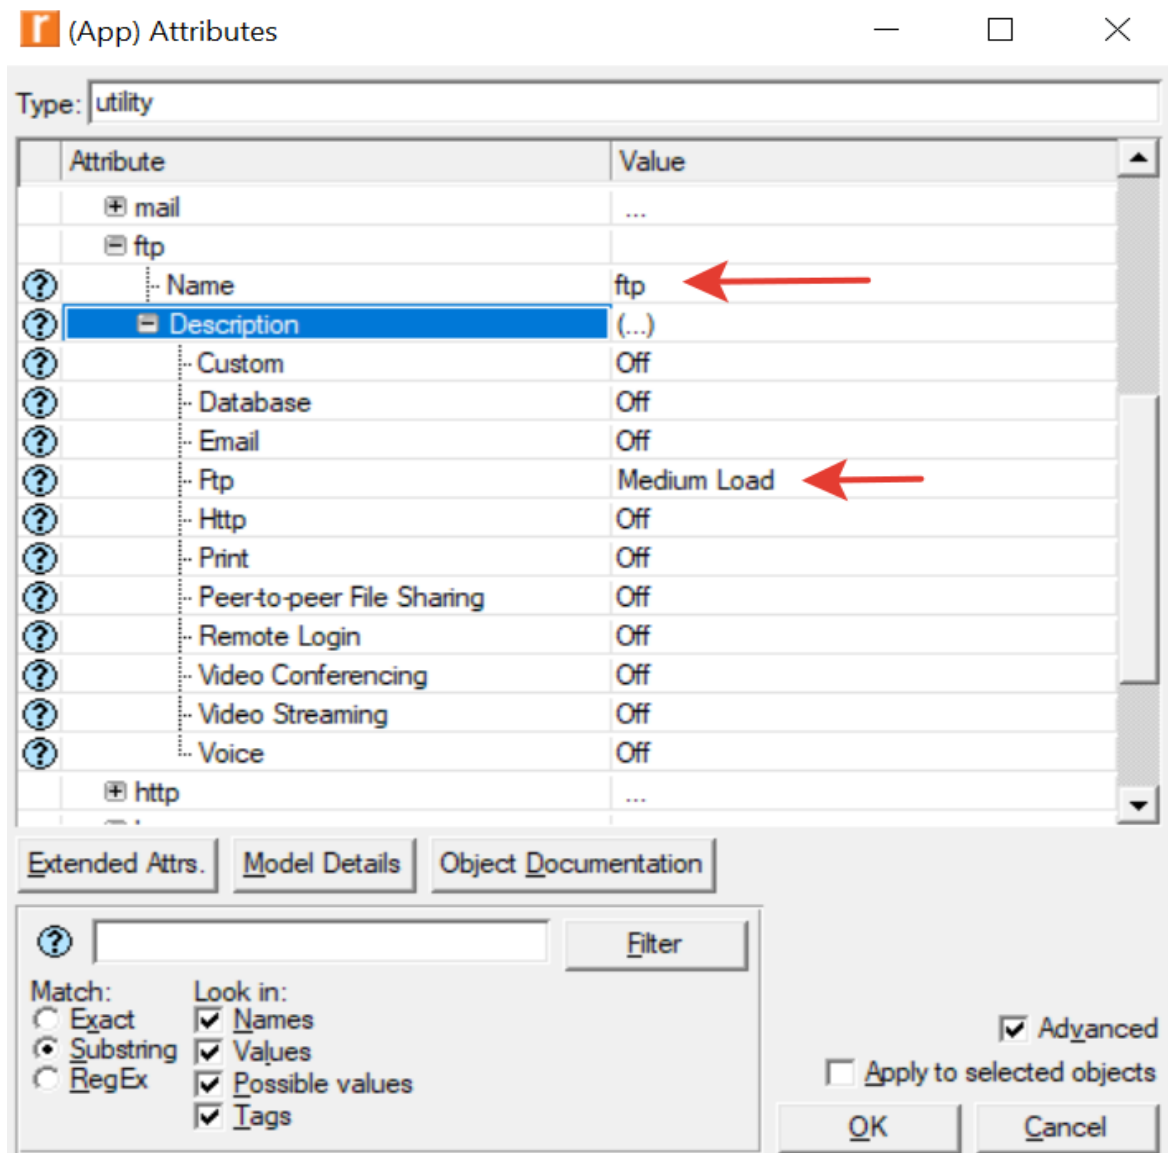 r (App) Attributes
Type: utility
Attribute Value
mail ...
ftp
Name ftp
Description (...)
Custom Off
Database Off
Email Off
Ftp Medium Load
Http Off
Print Off
Peer-to-peer File Sharing Off
Remote Login Off
Video Conferencing Off
Video Streaming Off
Voice Off
http ...
Extended Attrs. Model Details Object Documentation
Filter
Match: Look in:
Exact Names
Substring Values
RegEx Possible values
Tags
Advanced
Apply to selected objects
OK Cancel